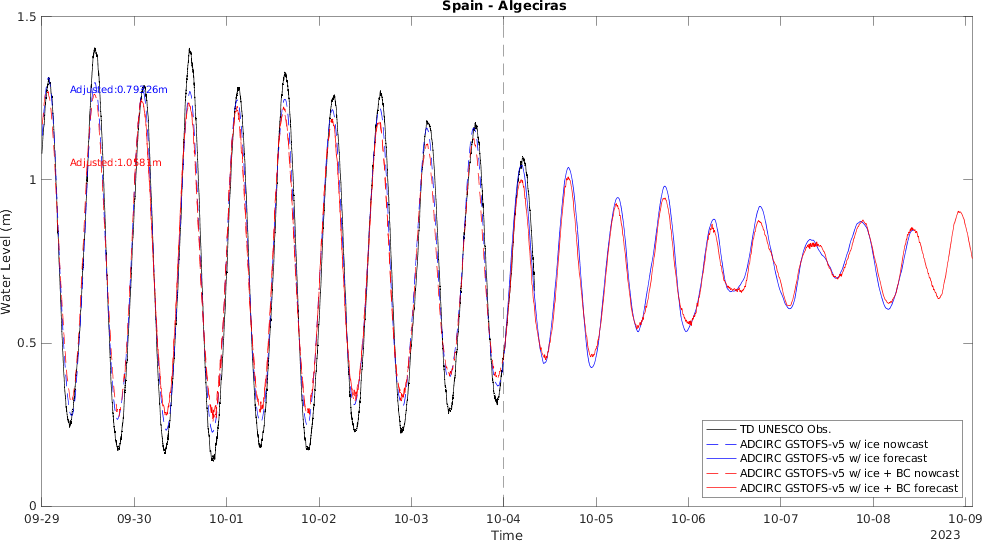 Spain - Algeciras
1.5
1
0.5
0
Water Level (m)
Adjusted:1.0581m
TD UNESCO Obs.
ADCIRC GSTOFS-v5 w/ ice nowcast
ADCIRC GSTOFS-v5 w/ ice forecast
ADCIRC GSTOFS-v5 w/ ice + BC nowcast
ADCIRC GSTOFS-v5 w/ ice + BC forecast
09-29 09-30 10-01 10-02 10-03 10-04 10-05 10-06 10-07 10-08 10-09
Time
2023